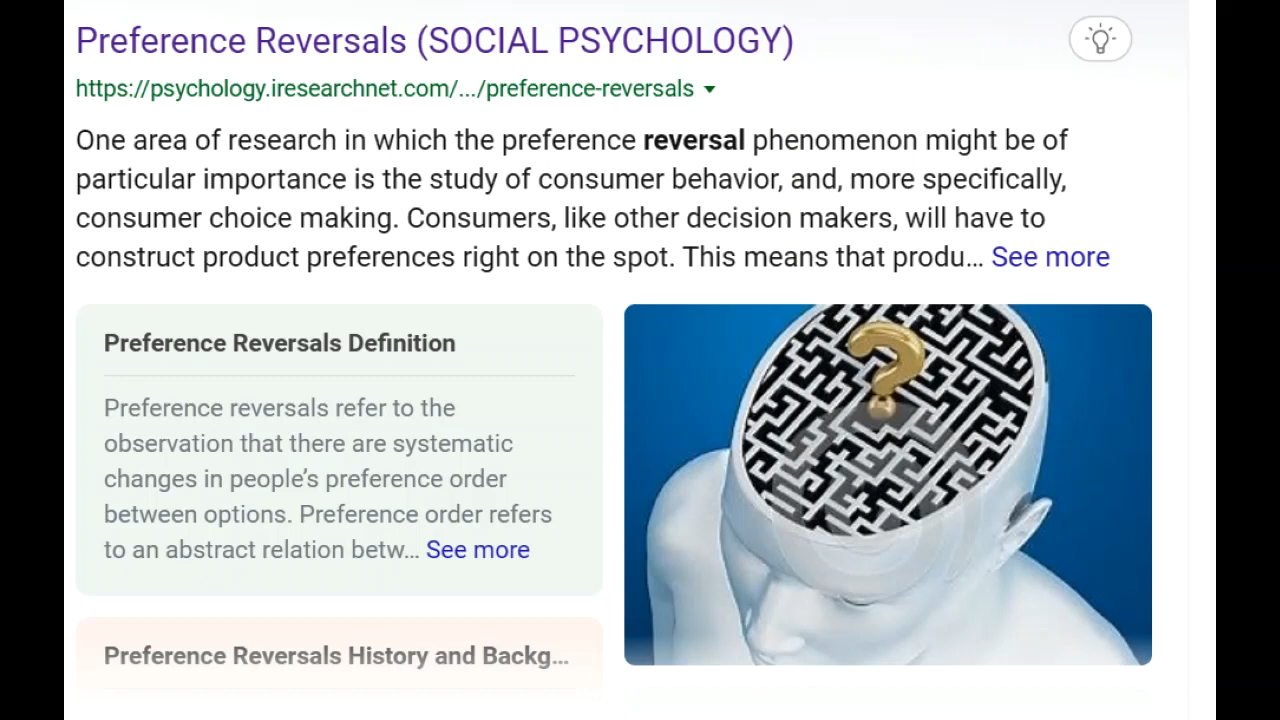 Preference Reversals (SOCIAL PSYCHOLOGY)
https://psychology.iresearchnet.com/.../preference-reversals
One area of research in which the preference reversal phenomenon might be of
particular importance is the study of consumer behavior, and, more specifically,
consumer choice making. Consumers, like other decision makers, will have to
construct product preferences right on the spot. This means that produ... See more
Preference Reversals Definition
Preference reversals refer to the
observation that there are systematic
changes in people’s preference order
between options. Preference order refers
to an abstract relation betw... See more
Preference Reversals History and Backg...
?